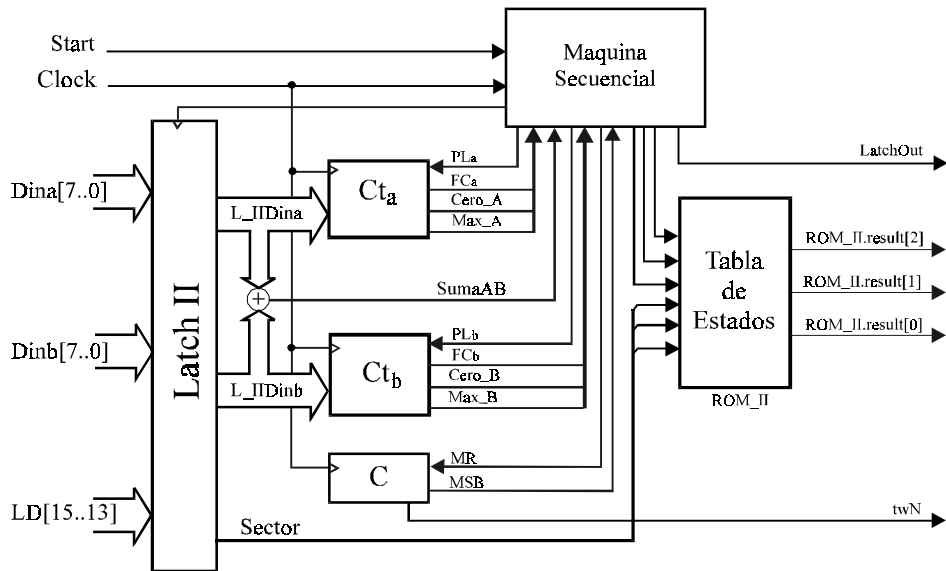 Start
Clock
Maquina
Secuencial
LatchOut
Dina[7..0]
L_IIDina
Ct_a
PLa
FCa
Cero_A
Max_A
Latch II
SumaAB
Tabla
de
Estados
ROM_II
ROM_II.result[2]
ROM_II.result[1]
ROM_II.result[0]
Dinb[7..0]
L_IIDinb
Ct_b
PLb
FCb
Cero_B
Max_B
C
MR
MSB
LD[15..13]
Sector
twN